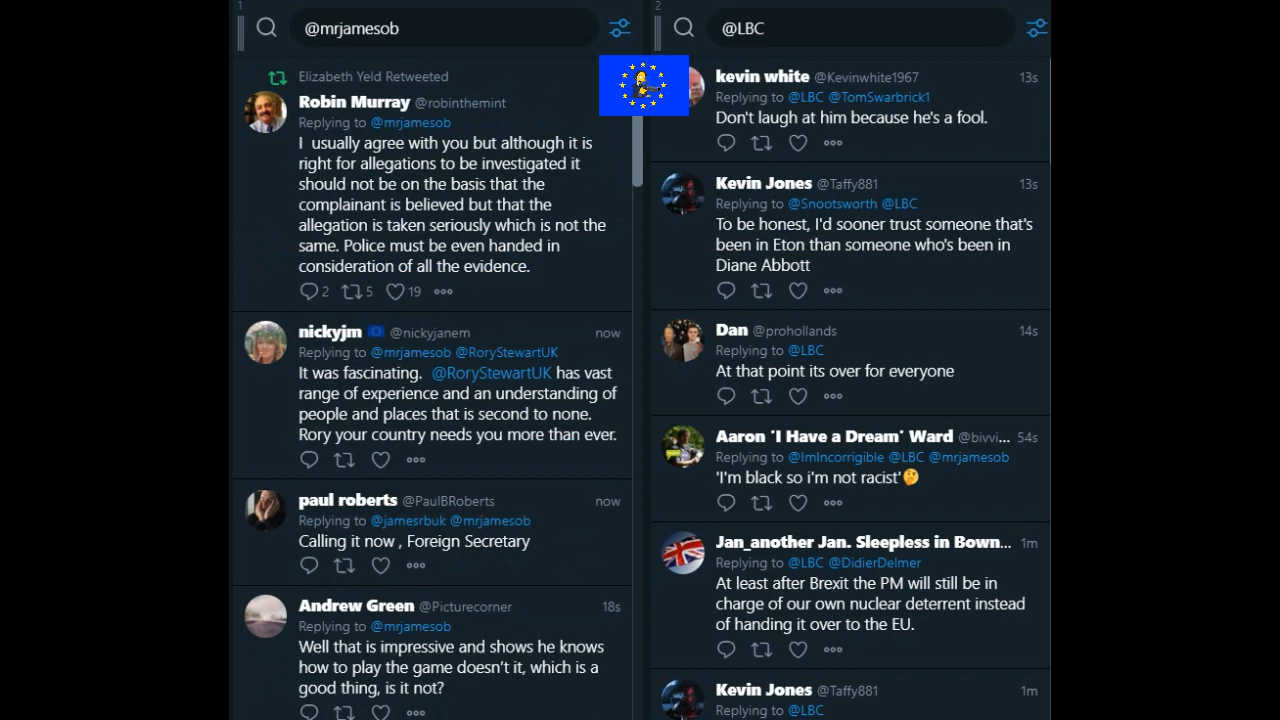 1
@mrjamesob
Elizabeth Yeld Retweeted
Robin Murray @robinthemint
Replying to @mrjamesob
I usually agree with you but although it is
right for allegations to be investigated it
should not be on the basis that the
complainant is believed but that the
allegation is taken seriously which is not the
same. Police must be even handed in
consideration of all the evidence.
2 5 19
nickyjm @nickyjanem now
Replying to @mrjamesob @RoryStewartUK
It was fascinating. @RoryStewartUK has vast
range of experience and an understanding of
people and places that is second to none.
Rory your country needs you more than ever.
paul roberts @PaulBRoberts now
Replying to @jamesrbuk @mrjamesob
Calling it now , Foreign Secretary
Andrew Green @Picturecorner 18s
Replying to @mrjamesob
Well that is impressive and shows he knows
how to play the game doesn't it, which is a
good thing, is it not?
2
@LBC
kevin white @Kevinwhite1967 13s
Replying to @LBC @TomSwarbrick1
Don't laugh at him because he's a fool.
Kevin Jones @Taffy881 13s
Replying to @Snootsworth @LBC
To be honest, I'd sooner trust someone that's
been in Eton than someone who's been in
Diane Abbott
Dan @prohollands 14s
Replying to @LBC
At that point its over for everyone
Aaron "I Have a Dream" Ward @bivvi... 54s
Replying to @ImIncorrigible @LBC @mrjamesob
'I'm black so i'm not racist'🤔
Jan_another Jan. Sleepless in Bown... 1m
Replying to @LBC @DidierDelmer
At least after Brexit the PM will still be in
charge of our own nuclear deterrent instead
of handing it over to the EU.
Kevin Jones @Taffy881 1m
Replying to @LBC